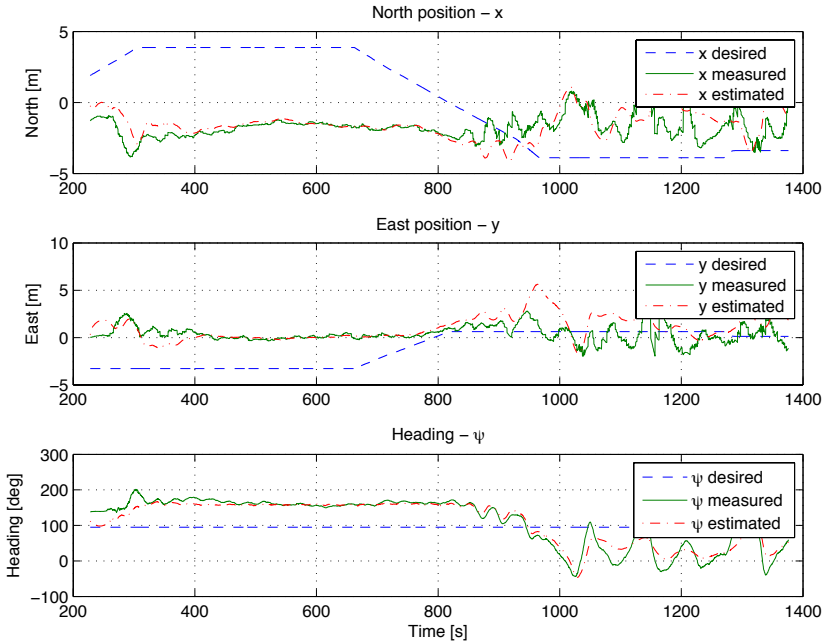 North position – x
5
0
−5
North [m]
x desired
x measured
x estimated
200 400 600 800 1000 1200 1400
East position – y
10
5
0
−5
East [m]
y desired
y measured
y estimated
200 400 600 800 1000 1200 1400
Heading – ψ
300
200
100
0
−100
Heading [deg]
ψ desired
ψ measured
ψ estimated
200 400 600 800 1000 1200 1400
Time [s]